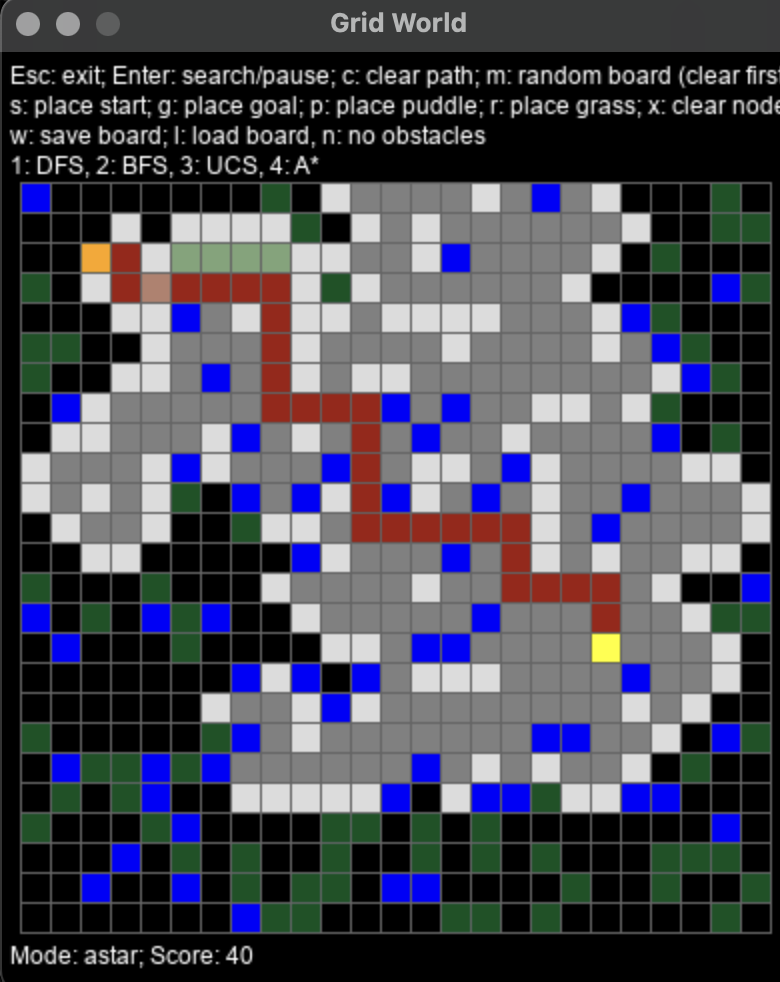 Grid World
Esc: exit; Enter: search/pause; c: clear path; m: random board (clear first
s: place start; g: place goal; p: place puddle; r: place grass; x: clear node
w: save board; l: load board, n: no obstacles
1: DFS, 2: BFS, 3: UCS, 4: A*
Mode: astar; Score: 40